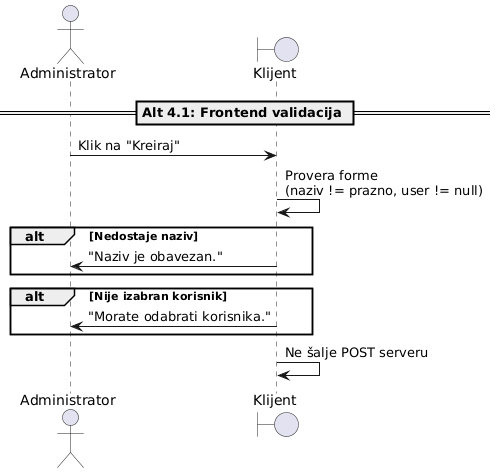 Administrator
Klijent
Alt 4.1: Frontend validacija
Klik na "Kreiraj"
Provera forme
(naziv != prazno, user != null)
alt [Nedostaje naziv]
"Naziv je obavezan."
alt [Nije izabran korisnik]
"Morate odabrati korisnika."
Ne šalje POST serveru
Administrator
Klijent